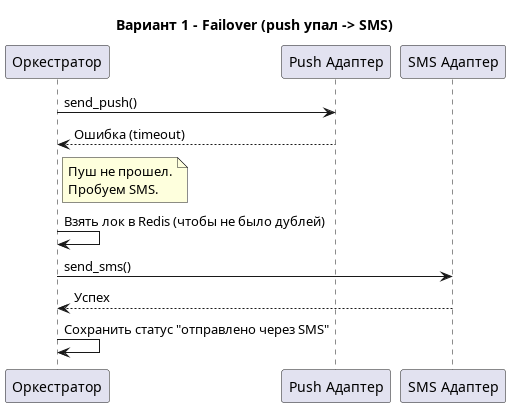 Вариант 1 - Failover (push упал -> SMS)
Оркестратор
Push Адаптер
SMS Адаптер
send_push()
Ошибка (timeout)
Пуш не прошел.
Пробуем SMS.
Взять лок в Redis (чтобы не было дублей)
send_sms()
Успех
Сохранить статус "отправлено через SMS"
Оркестратор
Push Адаптер
SMS Адаптер